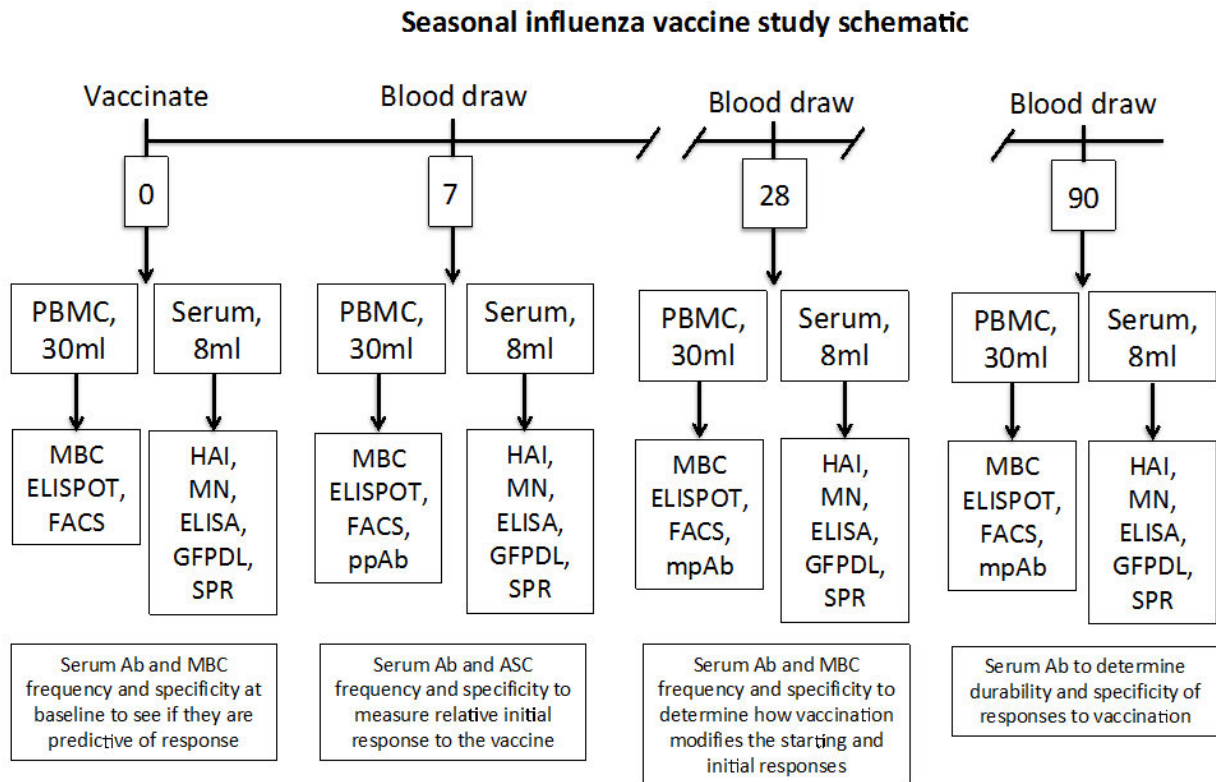 Seasonal influenza vaccine study schematic
Vaccinate
Blood draw
Blood draw
Blood draw
0
7
28
90
PBMC,
30ml
Serum,
8ml
PBMC,
30ml
Serum,
8ml
PBMC,
30ml
Serum,
8ml
PBMC,
30ml
Serum,
8ml
MBC
ELISPOT,
FACS
HAI,
MN,
ELISA,
GFPDL,
SPR
MBC
ELISPOT,
FACS,
ppAb
HAI,
MN,
ELISA,
GFPDL,
SPR
MBC
ELISPOT,
FACS,
mpAb
HAI,
MN,
ELISA,
GFPDL,
SPR
MBC
ELISPOT,
FACS,
mpAb
HAI,
MN,
ELISA,
GFPDL,
SPR
Serum Ab and MBC
frequency and specificity at
baseline to see if they are
predictive of response
Serum Ab and ASC
frequency and specificity to
measure relative initial
response to the vaccine
Serum Ab and MBC
frequency and specificity to
determine how vaccination
modifies the starting and
initial responses
Serum Ab to determine
durability and specificity of
responses to vaccination